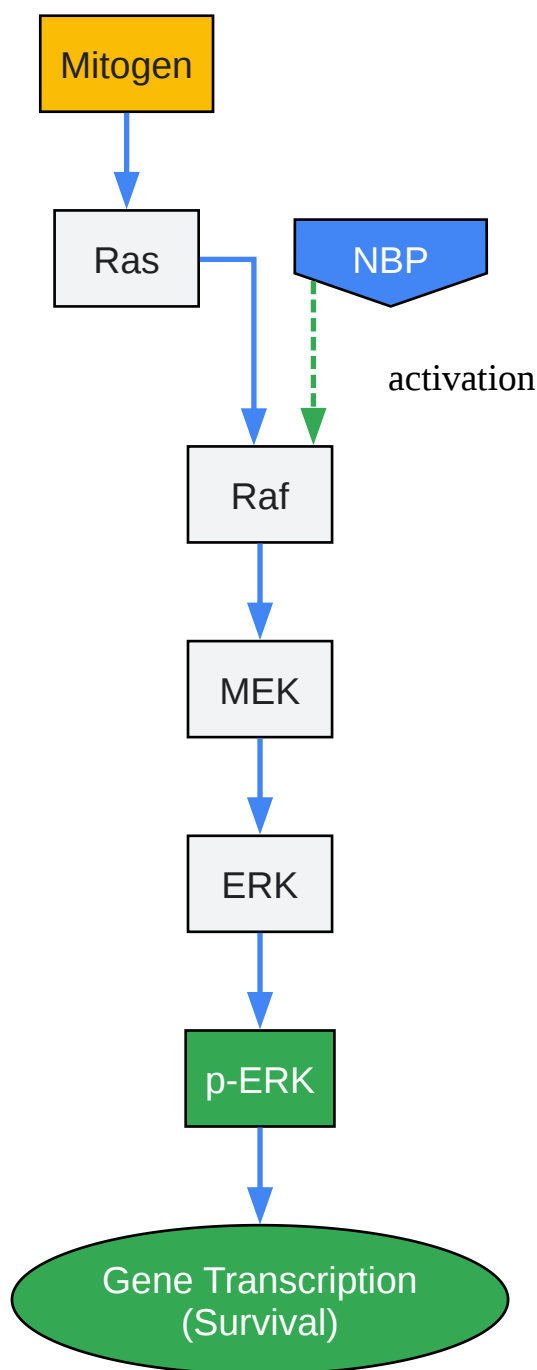 Mitogen
Ras
NBP
activation
Raf
MEK
ERK
p-ERK
Gene Transcription
(Survival)